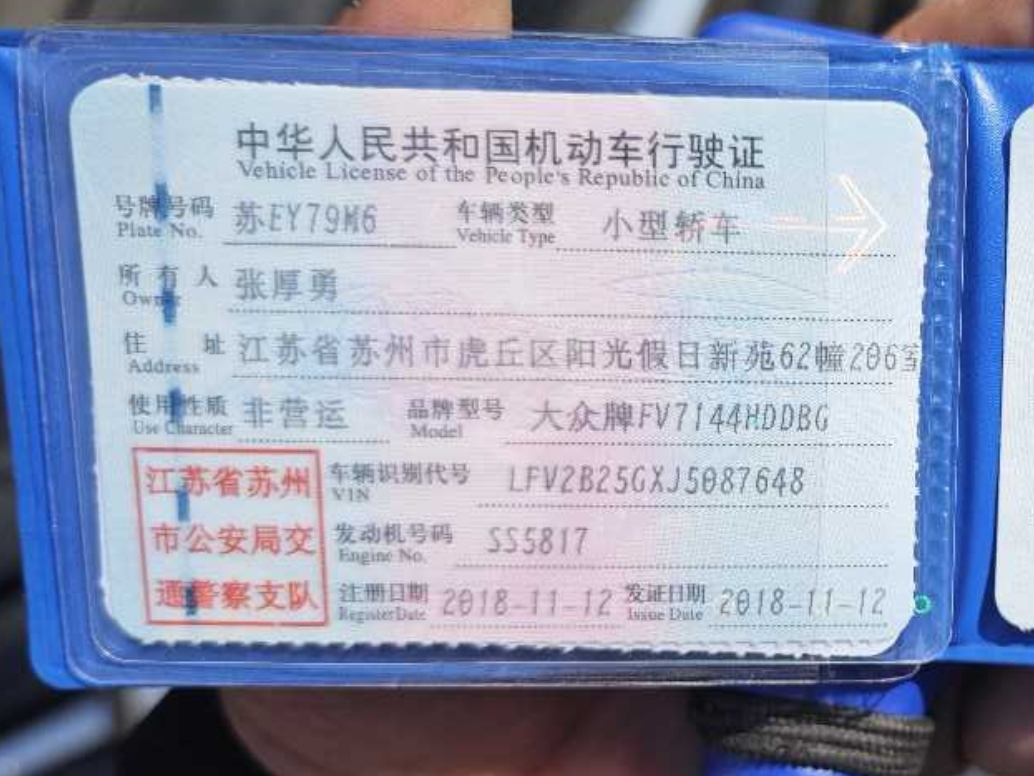 中华人民共和国机动车行驶证
Vehicle License of the People's Republic of China
号牌号码 苏EY79M6 车辆类型 小型轿车
Plate No. Vehicle Type
所有人 张厚勇
Owner
住址 江苏省苏州市虎丘区阳光假日新苑62幢206室
Address
使用性质 非营运 品牌型号 大众牌FV7144HDDBG
Use Character Model
江苏省苏州 车辆识别代号 LFV2B25GXJ5087648
VIN
市公安局交 发动机号码 SS5817
Engine No.
通警察支队 注册日期 2018-11-12 发证日期 2018-11-12
Register Date Issue Date